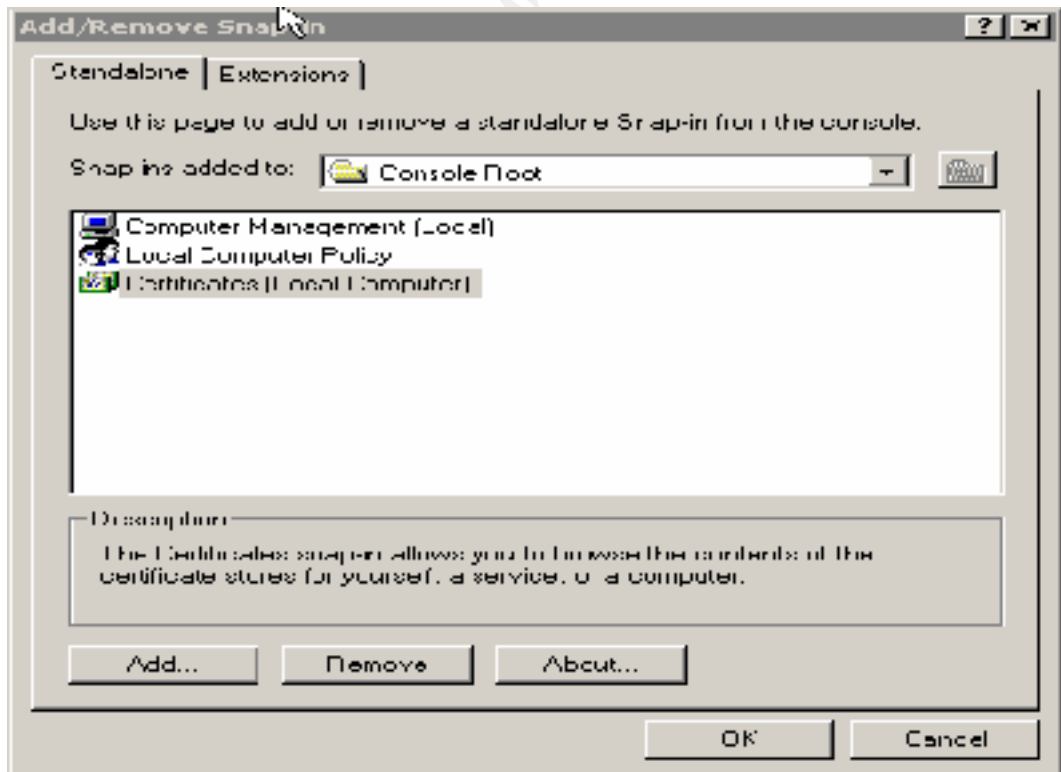 Add/Remove Snap-in
Standalone
Extensions
Use this page to add or remove a standalone Snap-in from the console.
Snap-ins added to:
Console Root
Computer Management (Local)
Local Computer Policy
Certificates (Local Computer)
Description
The Certificates snap-in allows you to browse the contents of the
certificate stores for yourself, a service, or a computer.
Add...
Remove
About...
OK
Cancel